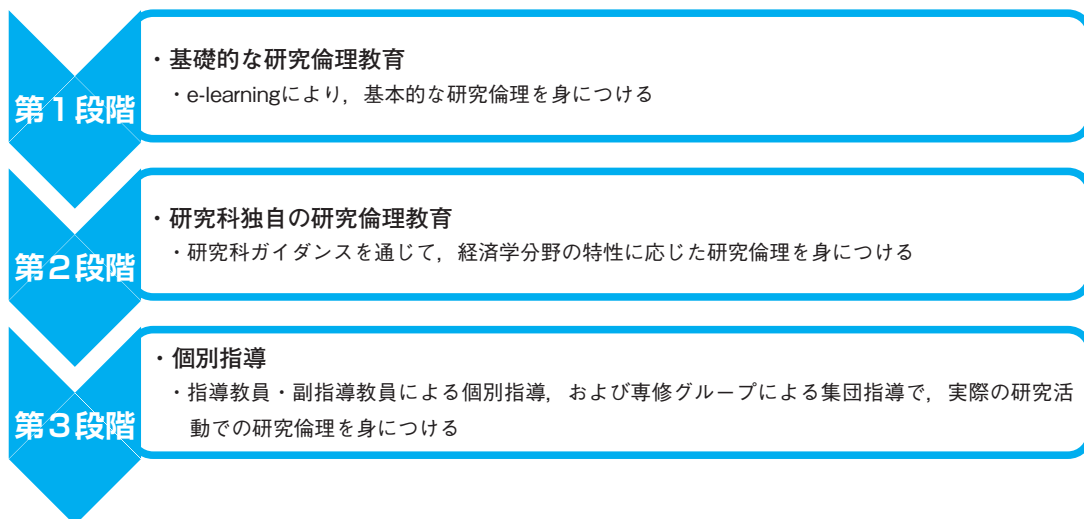 第1段階
・基礎的な研究倫理教育
・e-learningにより，基本的な研究倫理を身につける
第2段階
・研究科独自の研究倫理教育
・研究科ガイダンスを通じて，経済学分野の特性に応じた研究倫理を身につける
第3段階
・個別指導
・指導教員・副指導教員による個別指導，および専修グループによる集団指導で，実際の研究活
動での研究倫理を身につける